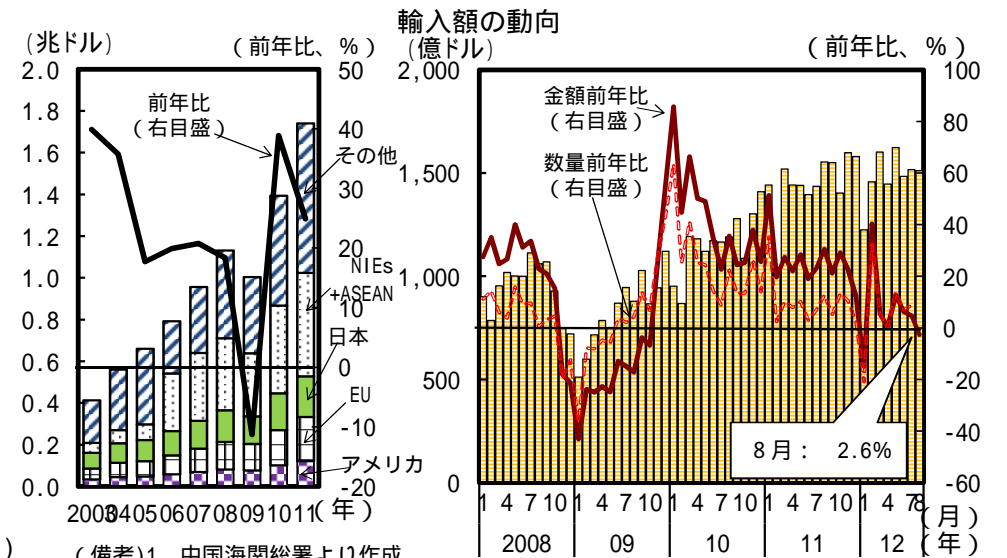 輸入額の動向
(兆ドル)
(前年比、%)
2.0
1.8
1.6
1.4
1.2
1.0
0.8
0.6
0.4
0.2
0.0
50
40
30
20
10
0
-10
-20
前年比
(右目盛)
その他
NIEs
+ASEAN
日本
EU
アメリカ
2003 04 05 06 07 08 09 10 11 (年)
(億ドル)
(前年比、%)
2,000
1,500
1,000
500
0
100
80
60
40
20
0
-20
-40
-60
金額前年比
(右目盛)
数量前年比
(右目盛)
8月: 2.6%
1 4 7 10 1 4 7 10 1 4 7 10 1 4 7 10 1 4 7 8 (月)
2008 09 10 11 12 (年)
)
(備考)1 中国海関総署より作成